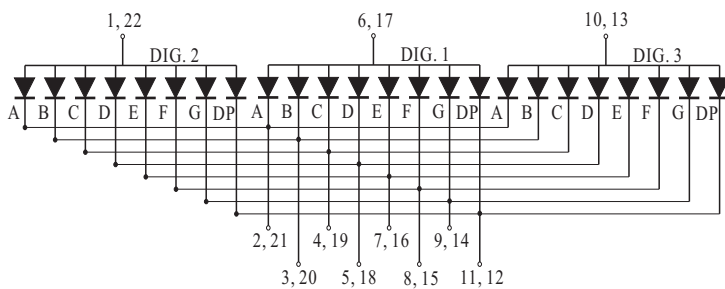 1, 22 6, 17 10, 13
DIG. 2 DIG. 1 DIG. 3
A B C D E F G DP A B C D E F G DP A B C D E F G DP
2, 21 4, 19 7, 16 9, 14
3, 20 5, 18 8, 15 11, 12